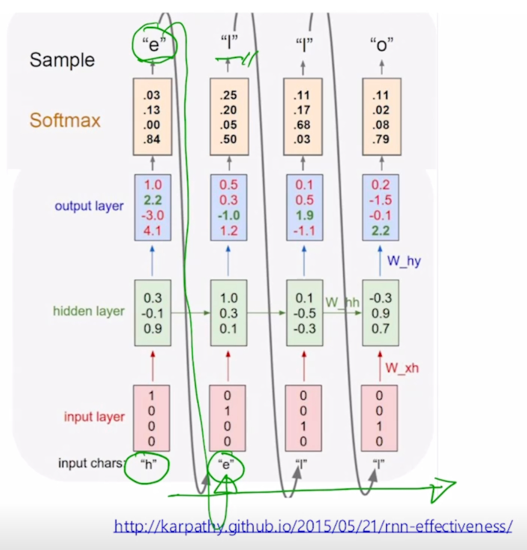 Sample "e" "l" "l" "o"
Softmax
.03 .25 .11 .11
.13 .20 .17 .02
.00 .05 .68 .08
.84 .50 .03 .79
output layer
1.0 0.5 0.1 0.2
2.2 0.3 0.5 -1.5
-3.0 -1.0 1.9 -0.1
4.1 1.2 -1.1 2.2
W_hy
hidden layer
0.3 1.0 0.1 -0.3
-0.1 0.3 -0.5 0.9
0.9 0.1 -0.3 0.7
W_hh
W_xh
input layer
1 0 0 0
0 1 0 0
0 0 1 1
0 0 0 0
input chars: "h" "e" "l" "l"
http://karpathy.github.io/2015/05/21/rnn-effectiveness/